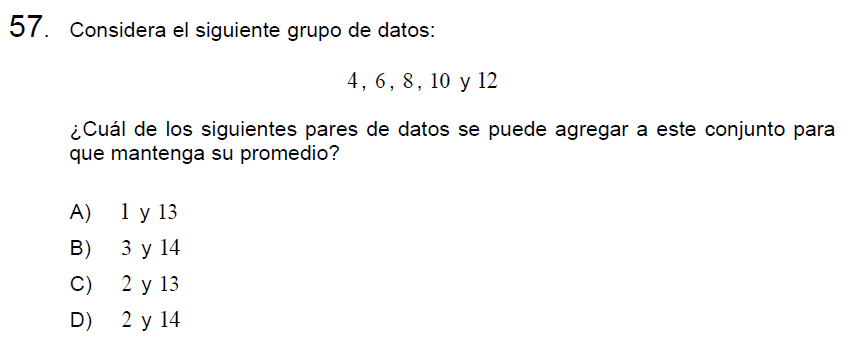 57. Considera el siguiente grupo de datos:
4, 6, 8, 10 y 12
¿Cuál de los siguientes pares de datos se puede agregar a este conjunto para
que mantenga su promedio?
A) 1 y 13
B) 3 y 14
C) 2 y 13
D) 2 y 14